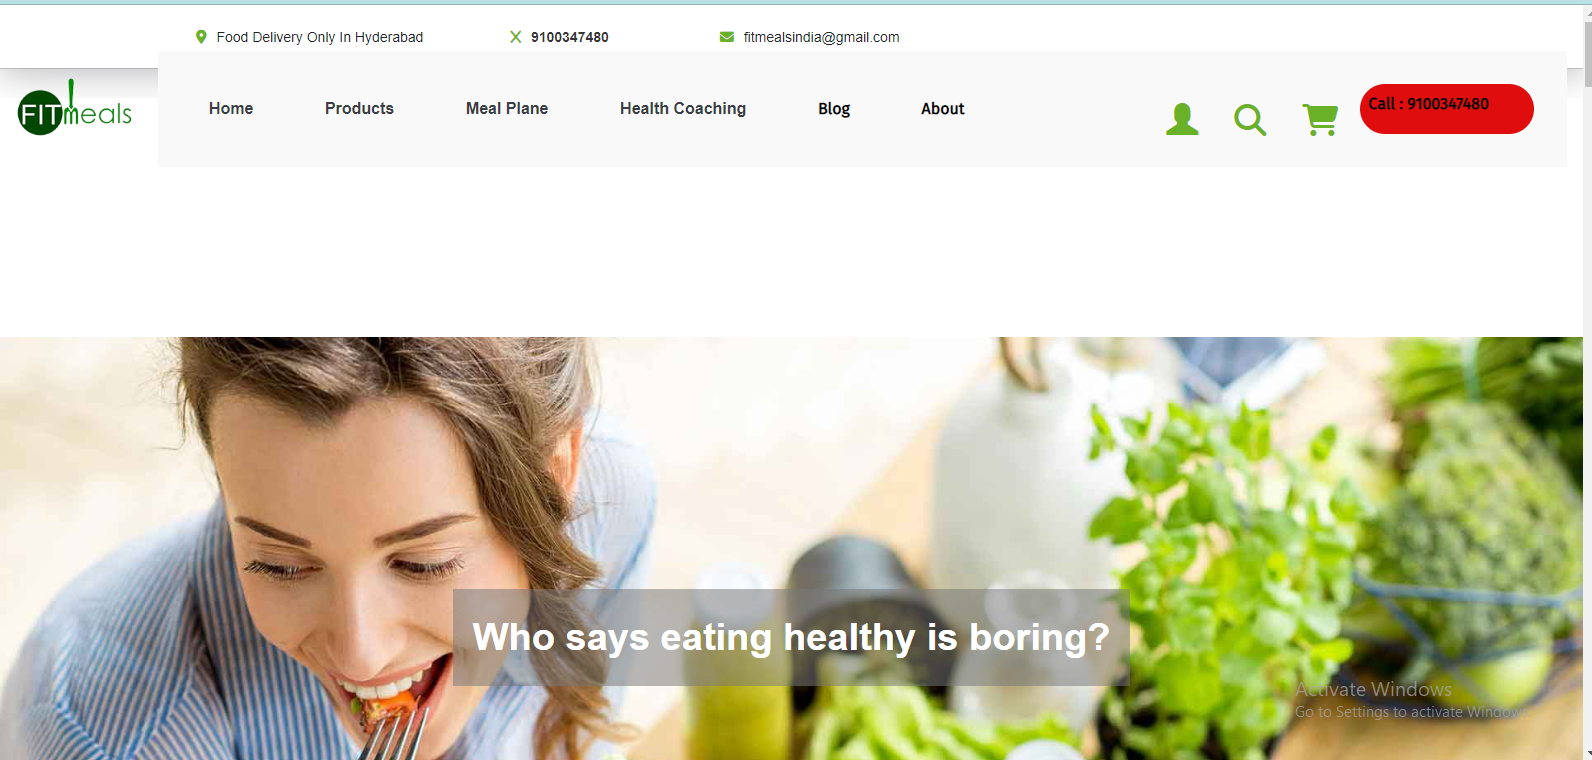 Food Delivery Only In Hyderabad
9100347480
fitmealsindia@gmail.com
FITmeals
Home
Products
Meal Plane
Health Coaching
Blog
About
Call : 9100347480
Who says eating healthy is boring?
Activate Windows
Go to Settings to activate Windows.